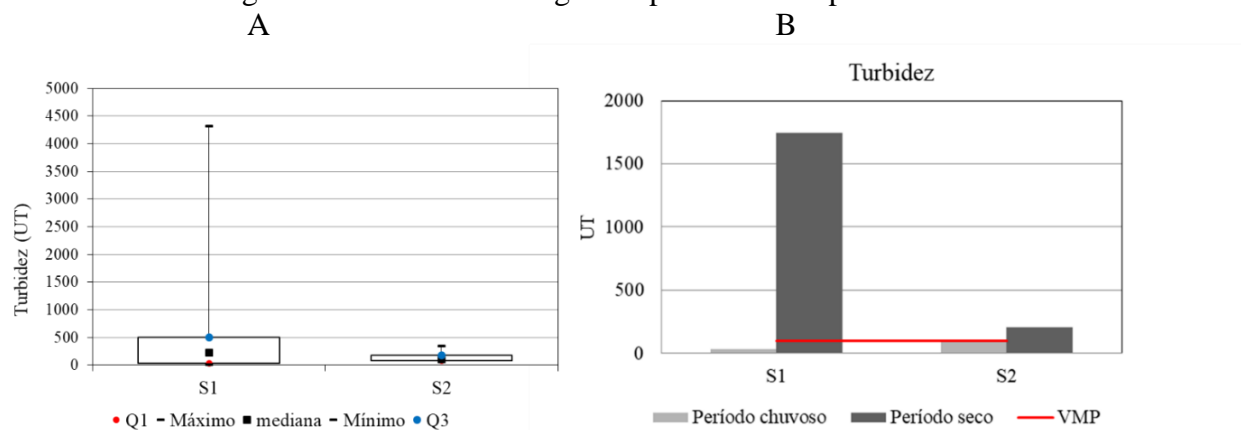 A
B
5000
4500
4000
3500
3000
2500
2000
1500
1000
500
0
Turbidez (UT)
S1
S2
Q1
Máximo
mediana
Mínimo
Q3
Turbidez
2000
1500
1000
500
0
UT
S1
S2
Período chuvoso
Período seco
VMP